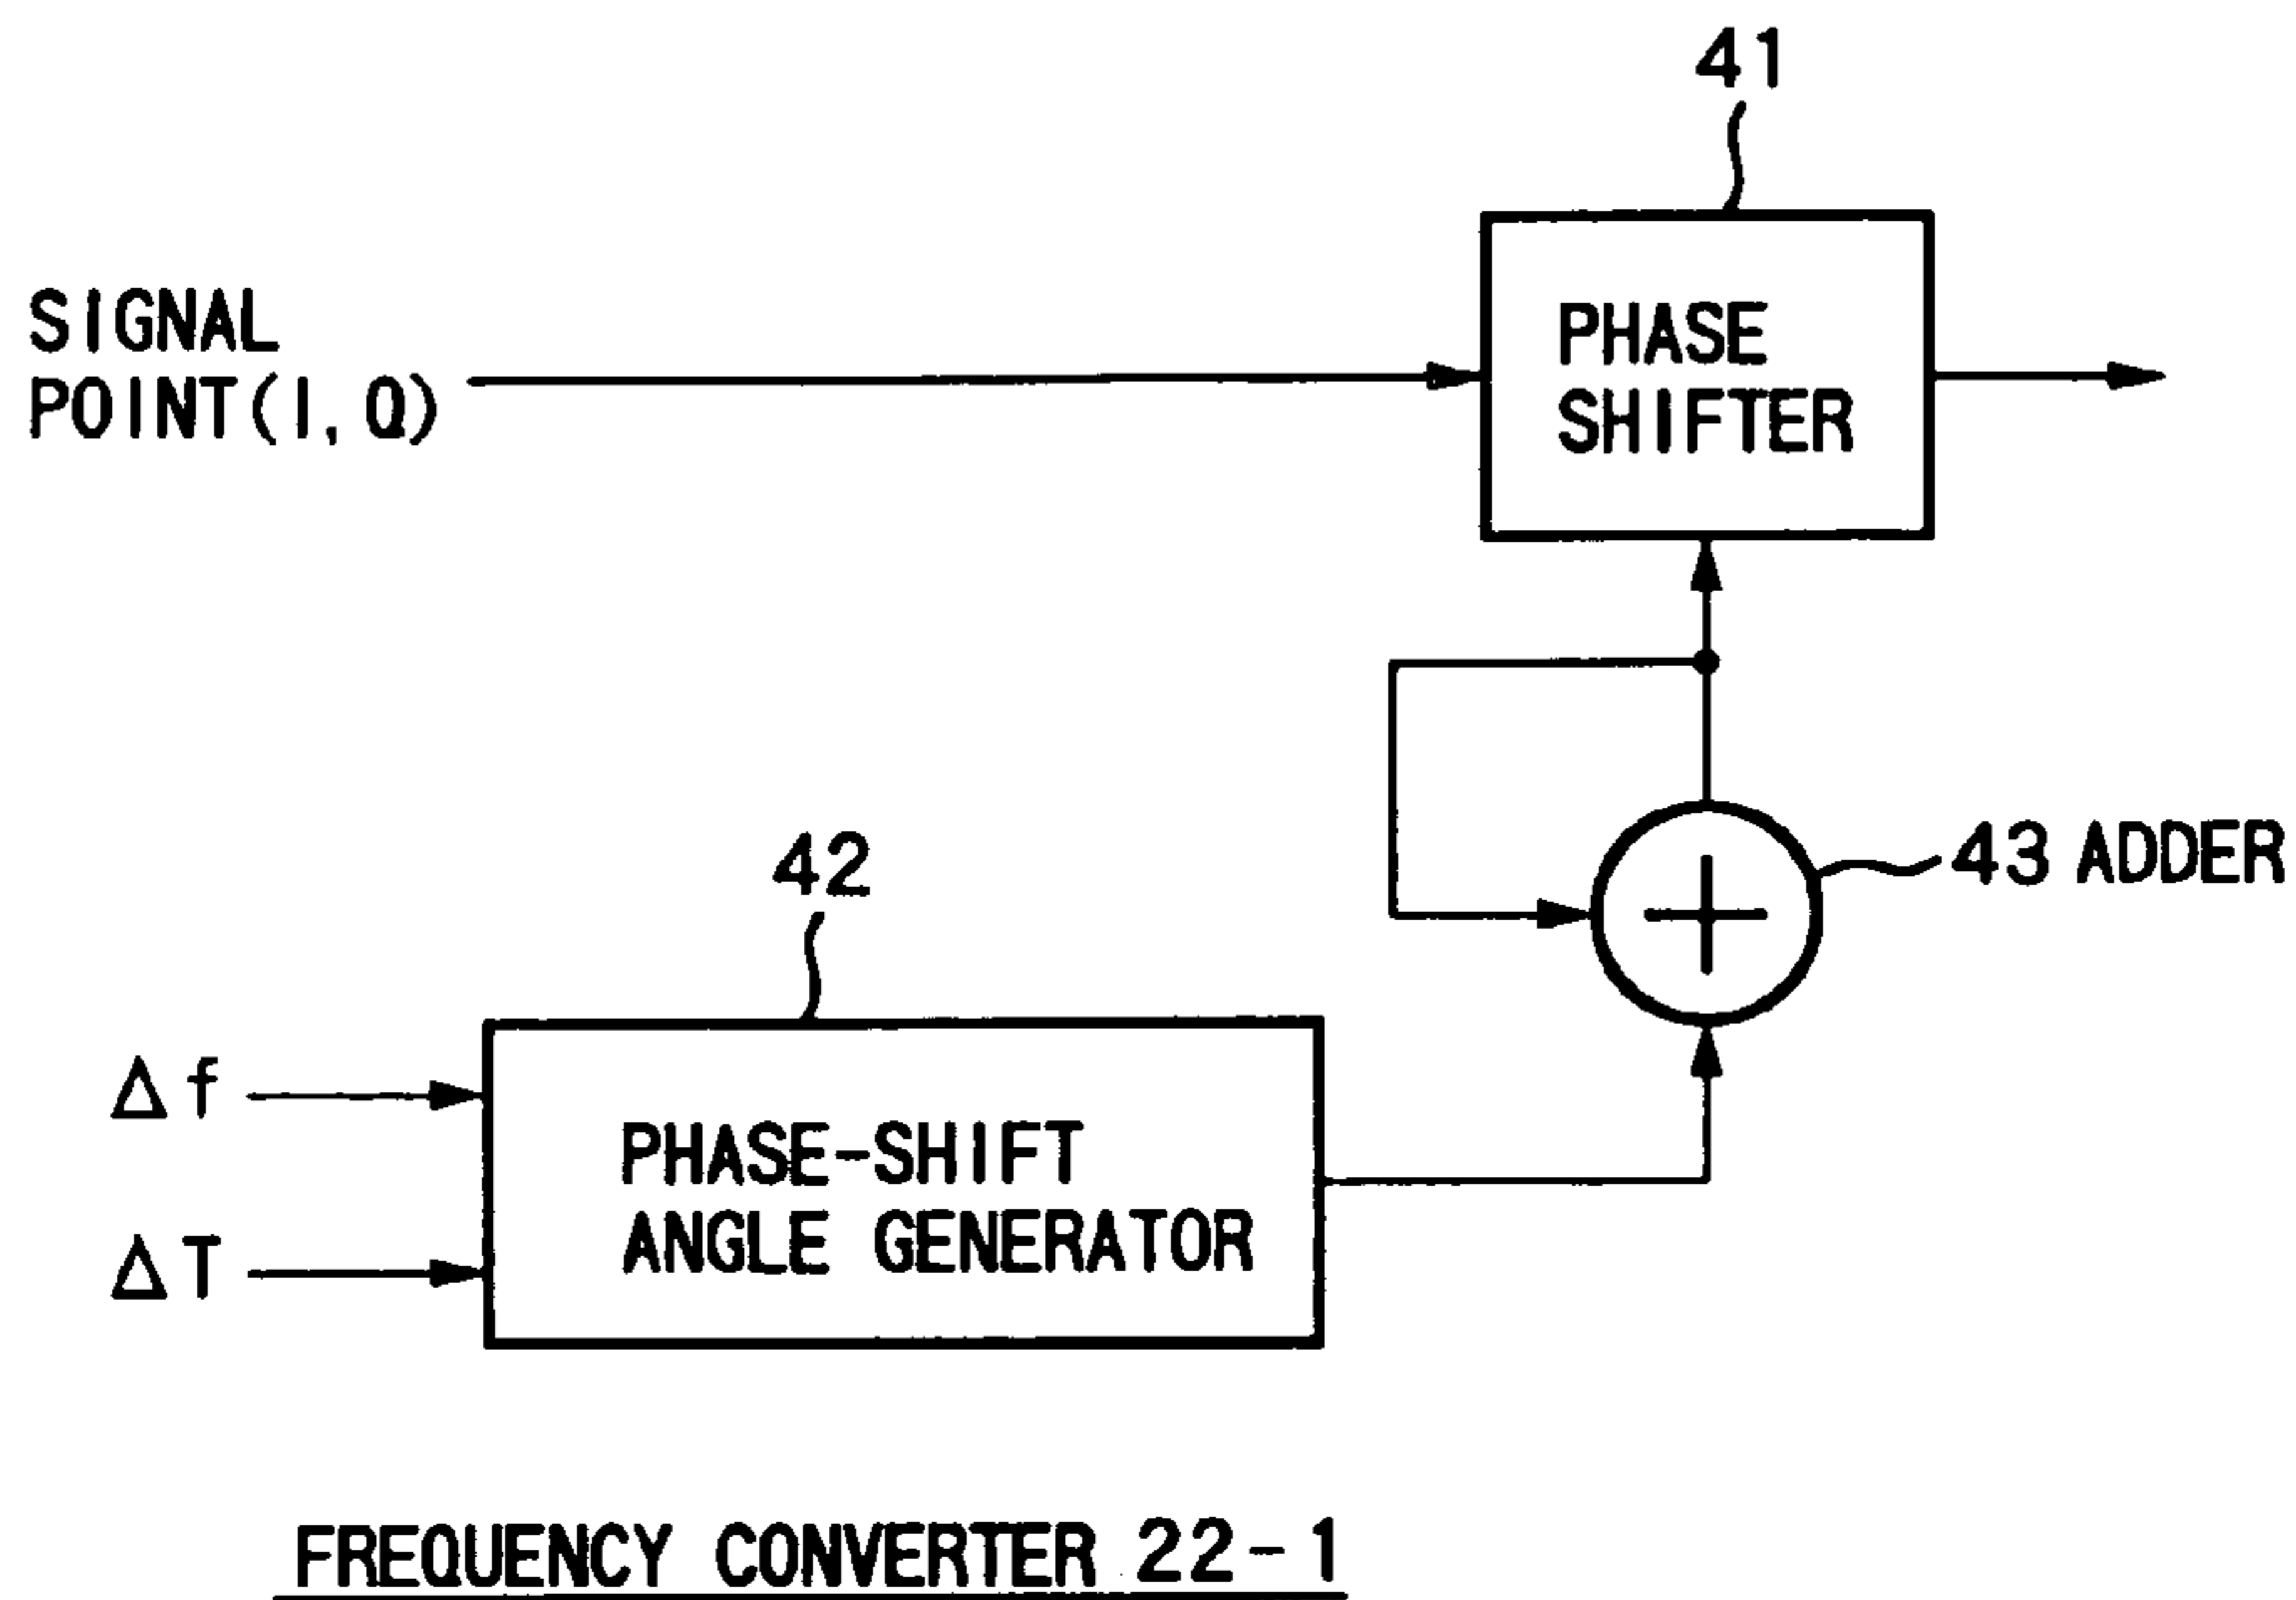 41
SIGNAL
POINT(I, Q)
PHASE
SHIFTER
42
43 ADDER
Δf
PHASE-SHIFT
ANGLE GENERATOR
ΔT
FREQUENCY CONVERTER 22-1